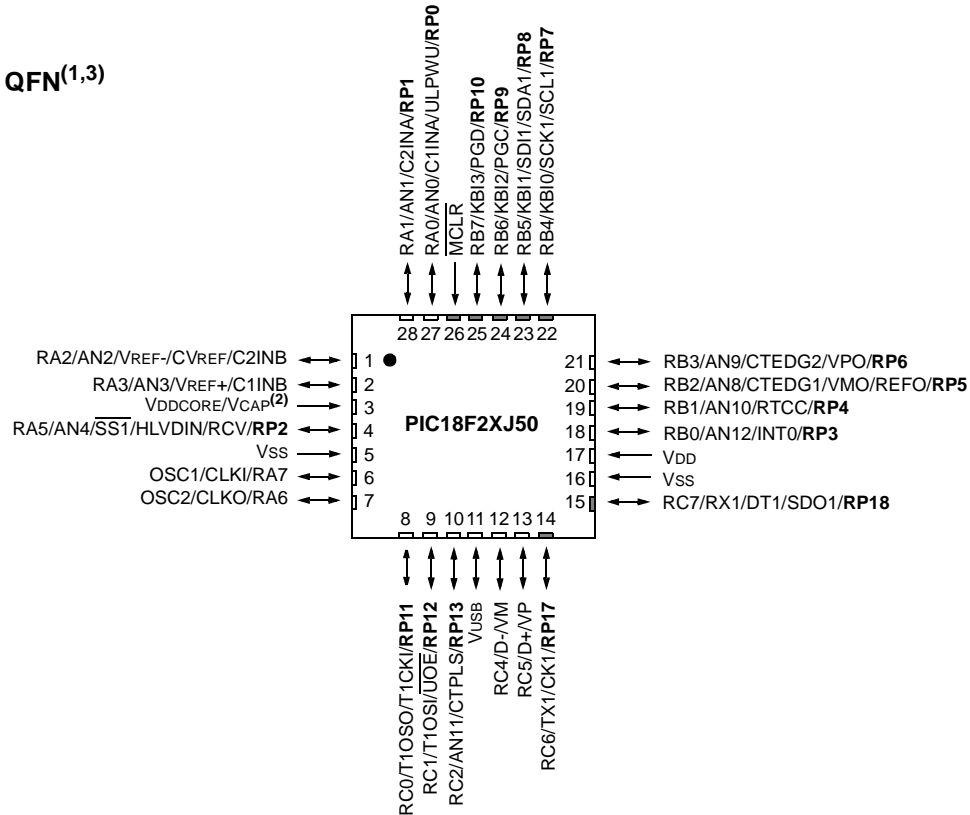 QFN(1,3)
RA1/AN1/C2INA/RP1
RA0/AN0/C1INA/ULPWU/RP0
MCLR
RB7/KBI3/PGD/RP10
RB6/KBI2/PGC/RP9
RB5/KBI1/SDI1/SDA1/RP8
RB4/KBI0/SCK1/SCL1/RP7
28 27 26 25 24 23 22
RA2/AN2/VREF-/CVREF/C2INB 1
RA3/AN3/VREF+/C1INB 2
VDDCORE/VCAP(2) 3
RA5/AN4/SS1/HLVDIN/RCV/RP2 4
VSS 5
OSC1/CLKI/RA7 6
OSC2/CLKO/RA6 7
PIC18F2XJ50
21 RB3/AN9/CTEDG2/VPO/RP6
20 RB2/AN8/CTEDG1/VMO/REFO/RP5
19 RB1/AN10/RTCC/RP4
18 RB0/AN12/INT0/RP3
17 VDD
16 VSS
15 RC7/RX1/DT1/SDO1/RP18
8 9 10 11 12 13 14
RC0/T1OSO/T1CKI/RP11
RC1/T1OSI/UOE/RP12
RC2/AN11/CTPLS/RP13
VUSB
RC4/D-/VM
RC5/D+/VP
RC6/TX1/CK1/RP17